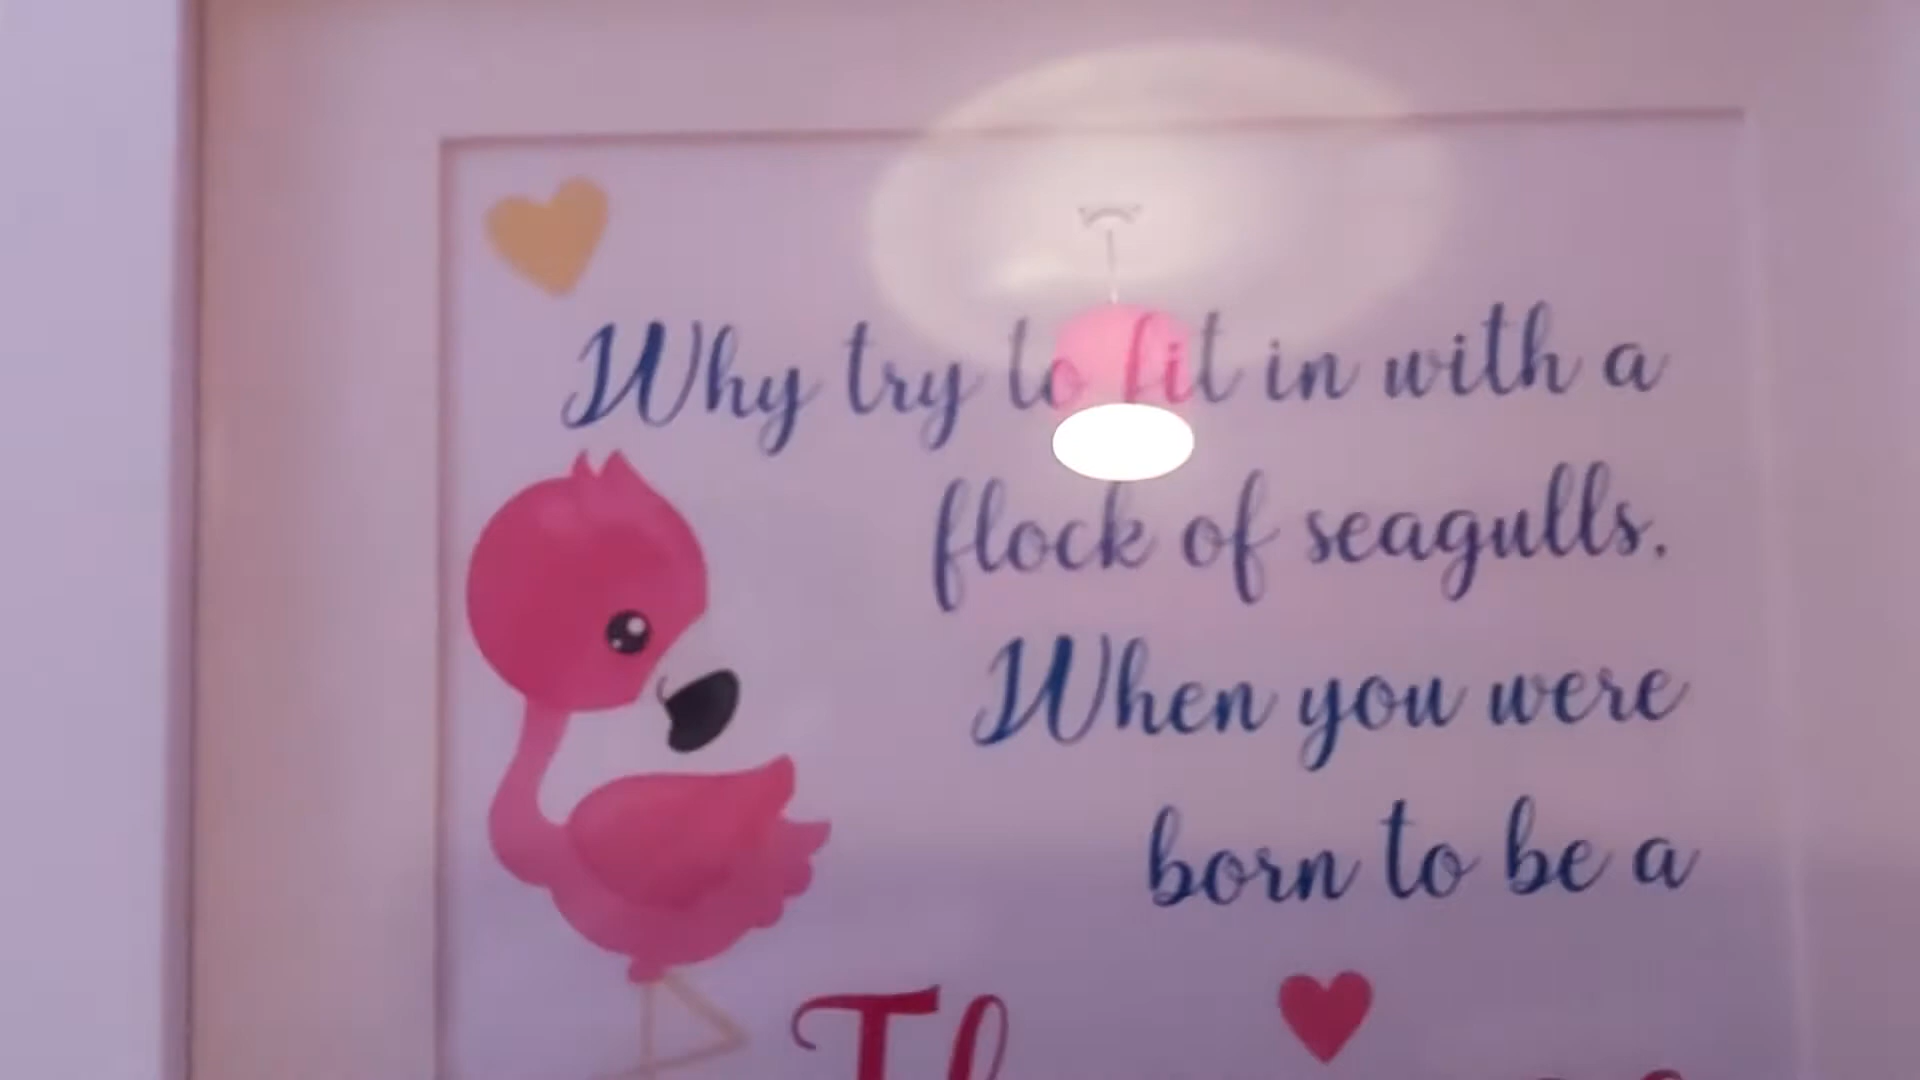 Why try to fit in with a
flock of seagulls.
When you were
born to be a